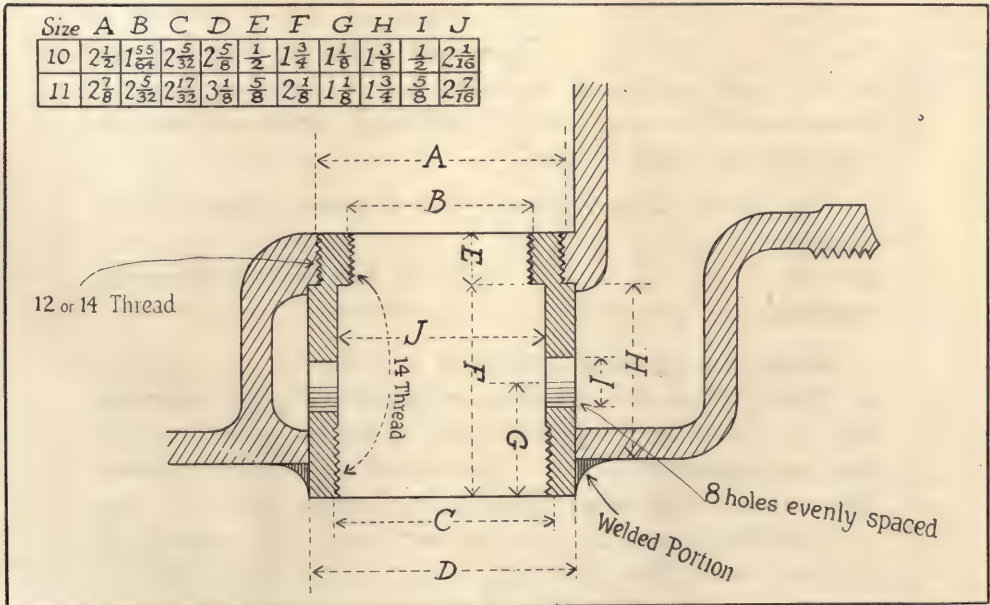 Size A B C D E F G H I J
10 2 1/2 1 55/64 2 5/32 2 5/8 1/2 1 3/4 1 1/8 1 3/8 1/2 2 1/16
11 2 7/8 2 5/32 2 17/32 3 1/8 5/8 2 1/8 1 1/8 1 3/4 5/8 2 7/16
A
B
E
12 or 14 Thread
J
F
H
I
14 Thread
G
8 holes evenly spaced
C
Welded Portion
D